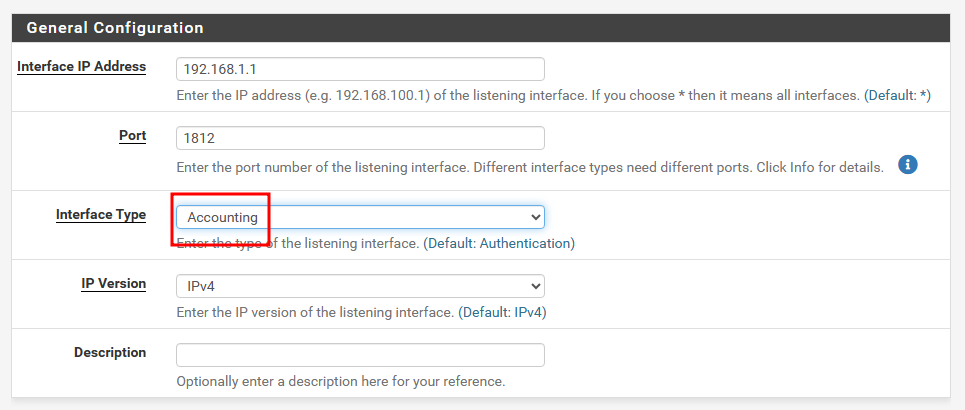 General Configuration
Interface IP Address
192.168.1.1
Enter the IP address (e.g. 192.168.100.1) of the listening interface. If you choose * then it means all interfaces. (Default: *)
Port
1812
Enter the port number of the listening interface. Different interface types need different ports. Click Info for details.
Interface Type
Accounting
Enter the type of the listening interface. (Default: Authentication)
IP Version
IPv4
Enter the IP version of the listening interface. (Default: IPv4)
Description
Optionally enter a description here for your reference.